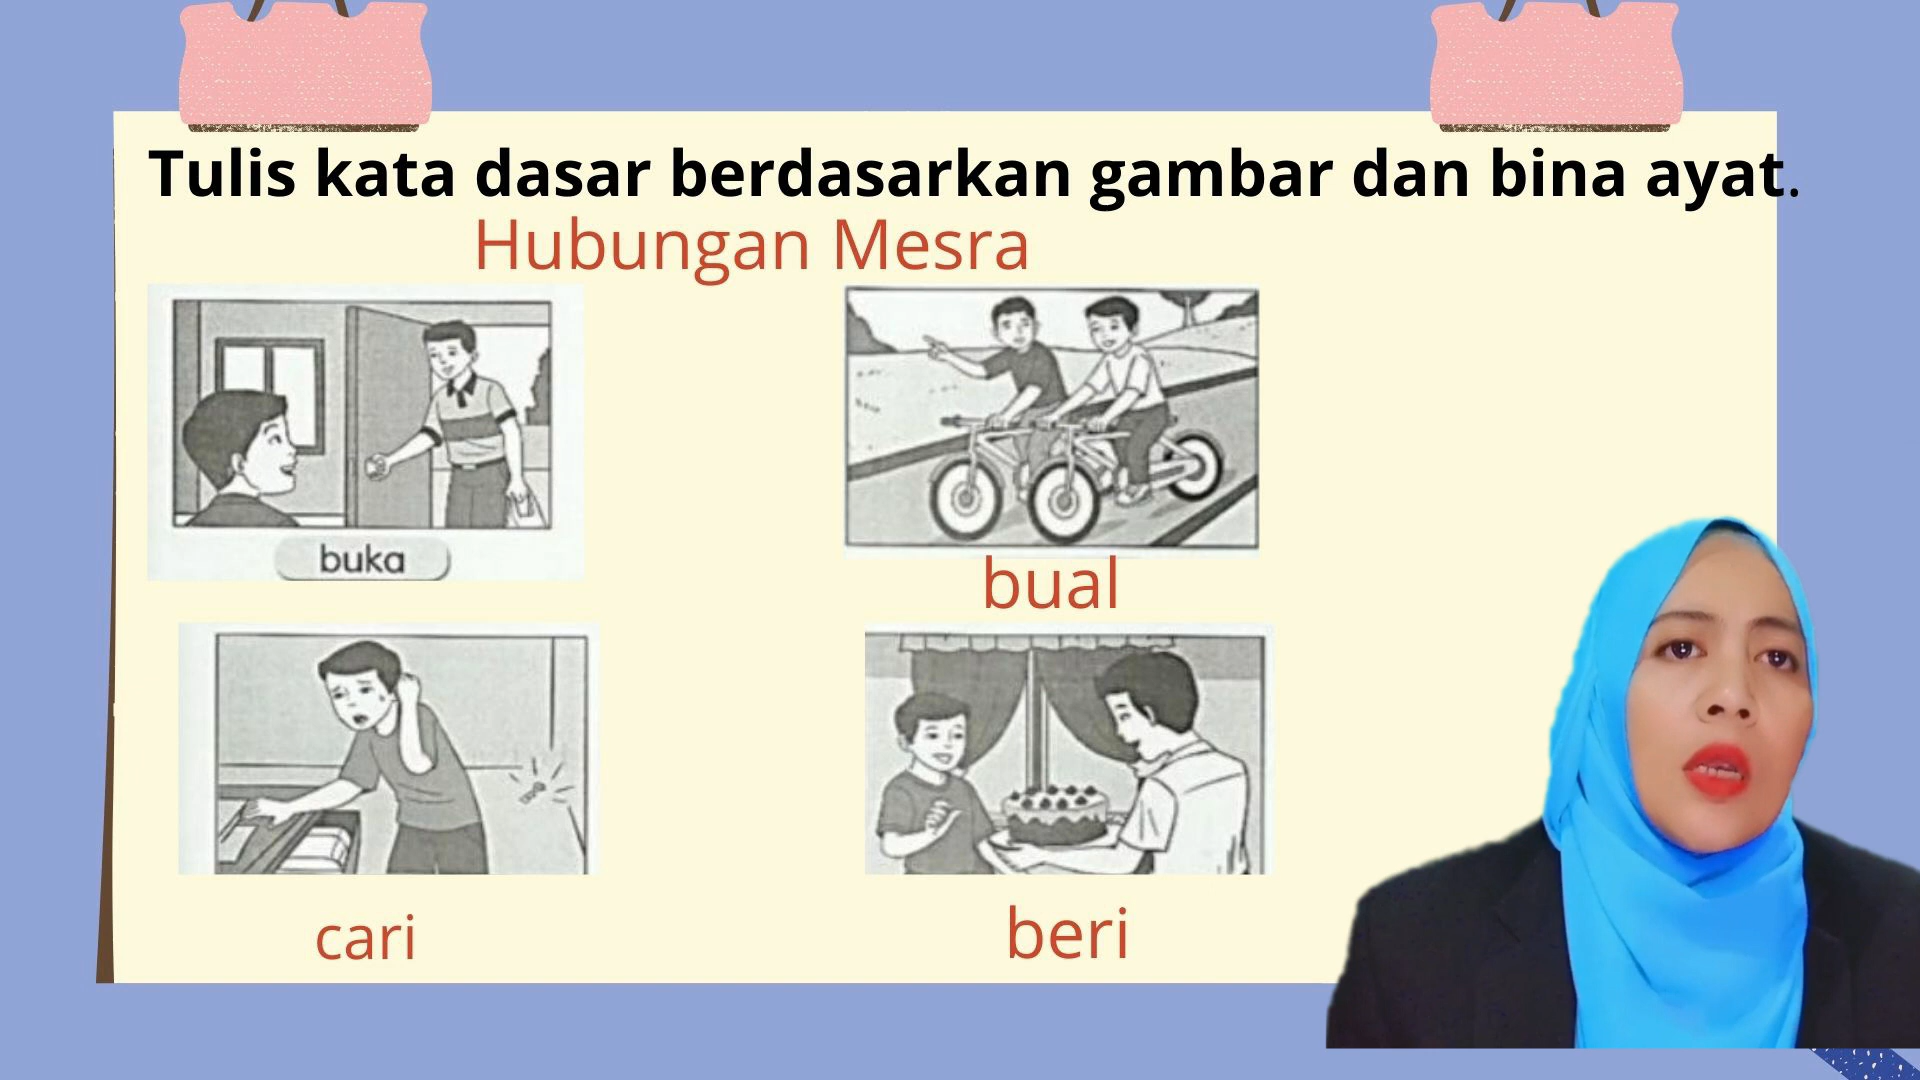 Tulis kata dasar berdasarkan gambar dan bina ayat.
Hubungan Mesra
buka
bual
cari
beri